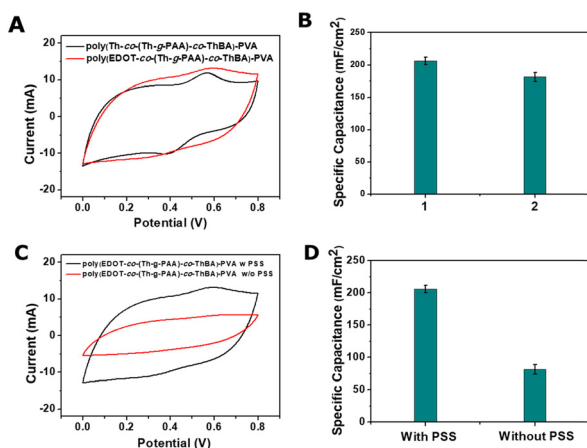 A
poly(Th-co-(Th-g-PAA)-co-ThBA)-PVA
poly(EDOT-co-(Th-g-PAA)-co-ThBA)-PVA
20
10
0
-10
-20
0.0 0.2 0.4 0.6 0.8
Current (mA)
Potential (V)
B
250
200
150
100
50
0
1 2
Specific Capacitance (mF/cm²)
C
poly(EDOT-co-(Th-g-PAA)-co-ThBA)-PVA w PSS
poly(EDOT-co-(Th-g-PAA)-co-ThBA)-PVA w/o PSS
20
10
0
-10
-20
0.0 0.2 0.4 0.6 0.8
Current (mA)
Potential (V)
D
250
200
150
100
50
0
With PSS Without PSS
Specific Capacitance (mF/cm²)